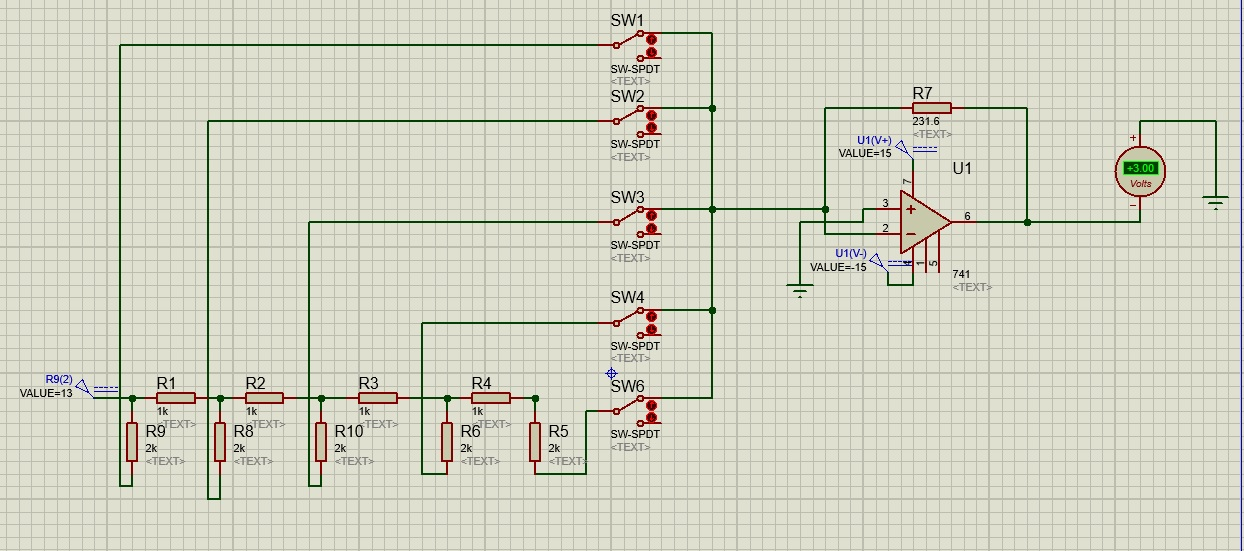 SW1
SW-SPDT
<TEXT>
SW2
SW-SPDT
<TEXT>
SW3
SW-SPDT
<TEXT>
SW4
SW-SPDT
<TEXT>
SW6
SW-SPDT
<TEXT>
R7
231.6
<TEXT>
U1(V+)
VALUE=15
U1
7
3
2
6
4
1
5
U1(V-)
VALUE=-15
741
<TEXT>
+
+3.00
Volts
−
R9(2)
VALUE=13
R1
1k
<TEXT>
R2
1k
<TEXT>
R3
1k
<TEXT>
R4
1k
<TEXT>
R9
2k
<TEXT>
R8
2k
<TEXT>
R10
2k
<TEXT>
R6
2k
<TEXT>
R5
2k
<TEXT>